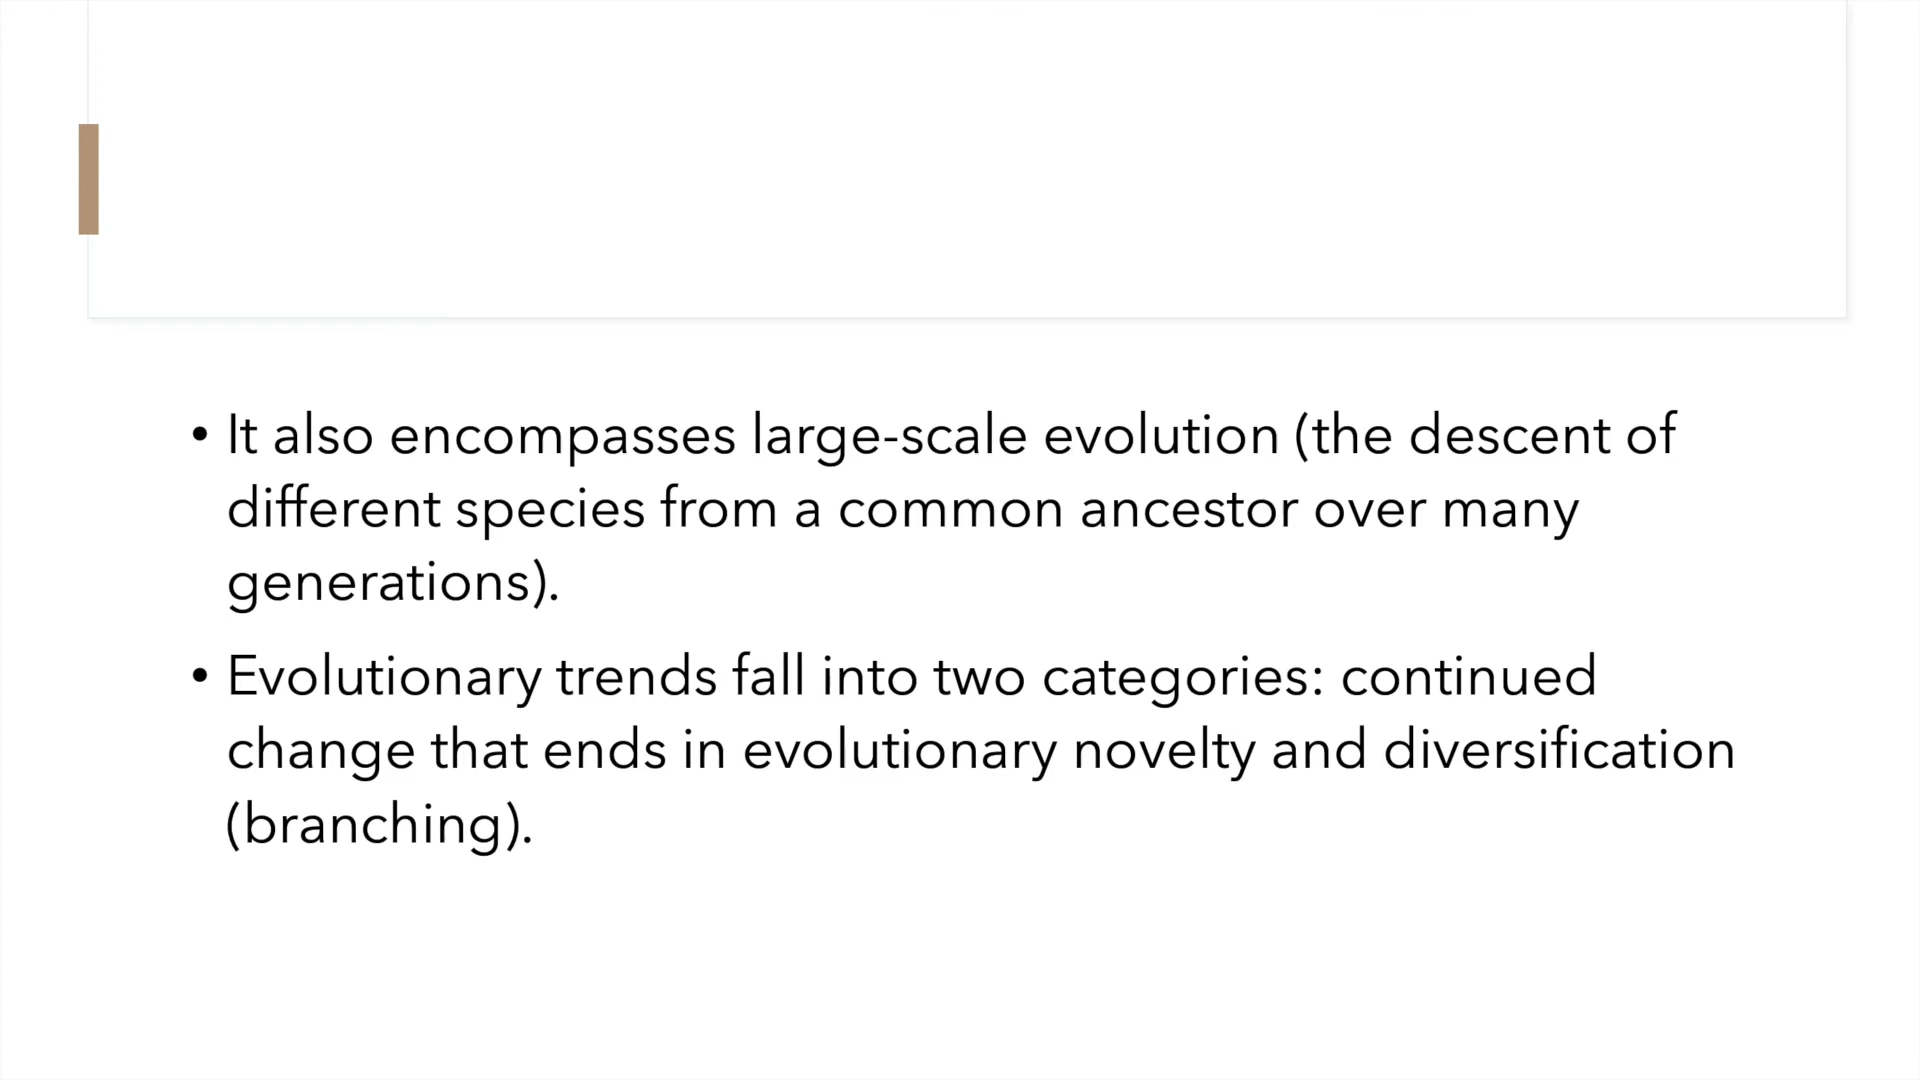 • It also encompasses large-scale evolution (the descent of
different species from a common ancestor over many
generations).
• Evolutionary trends fall into two categories: continued
change that ends in evolutionary novelty and diversification
(branching).